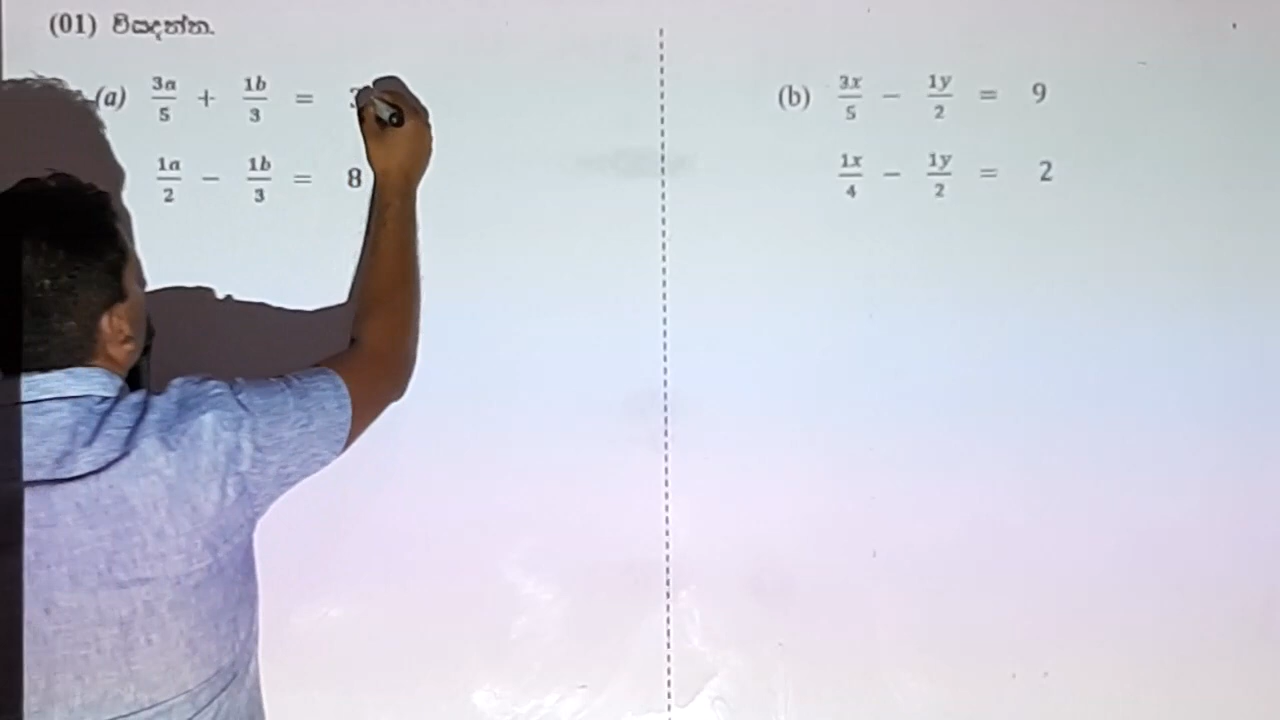 (01) විසඳන්න.
(a) 3a/5 + 1b/3 = 3
1a/2 − 1b/3 = 8
(b) 3x/5 − 1y/2 = 9
1x/4 − 1y/2 = 2